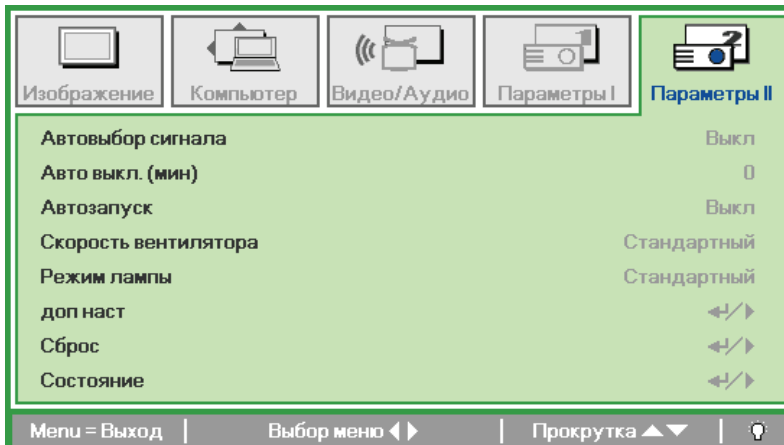 Изображение Компьютер Видео/Аудио Параметры I Параметры II
Автовыбор сигнала Выкл
Авто выкл. (мин) 0
Автозапуск Выкл
Скорость вентилятора Стандартный
Режим лампы Стандартный
доп наст
Сброс
Состояние
Menu = Выход Выбор меню Прокрутка